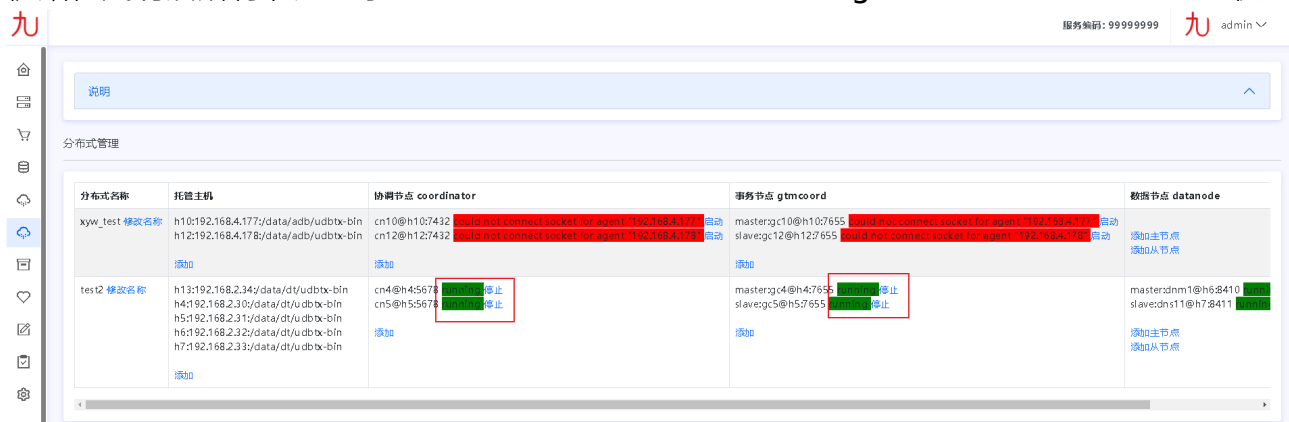 九
服务编码: 99999999
九
admin
说明
分布式管理
分布式名称 托管主机 协调节点 coordinator 事务节点 gtmcoord 数据节点 datanode
xyw_test 修改名称
h10:192.168.4.177:/data/adb/udbtx-bin
h12:192.168.4.178:/data/adb/udbtx-bin
添加
cn10@h10:7432 could not connect socket for agent "192.168.4.177".启动
cn12@h12:7432 could not connect socket for agent "192.168.4.178".启动
添加
master:gc10@h10:7655 could not connect socket for agent "192.168.4.177".启动
slave:gc12@h12:7655 could not connect socket for agent "192.168.4.178".启动
添加
添加主节点
添加从节点
test2 修改名称
h13:192.168.2.34:/data/dt/udbtx-bin
h4:192.168.2.30:/data/dt/udbtx-bin
h5:192.168.2.31:/data/dt/udbtx-bin
h6:192.168.2.32:/data/dt/udbtx-bin
h7:192.168.2.33:/data/dt/udbtx-bin
添加
cn4@h4:5678 running;停止
cn5@h5:5678 running;停止
添加
master:gc4@h4:7655 running;停止
slave:gc5@h5:7655 running;停止
添加
master:dnm1@h6:8410
slave:dns11@h7:8411
添加主节点
添加从节点